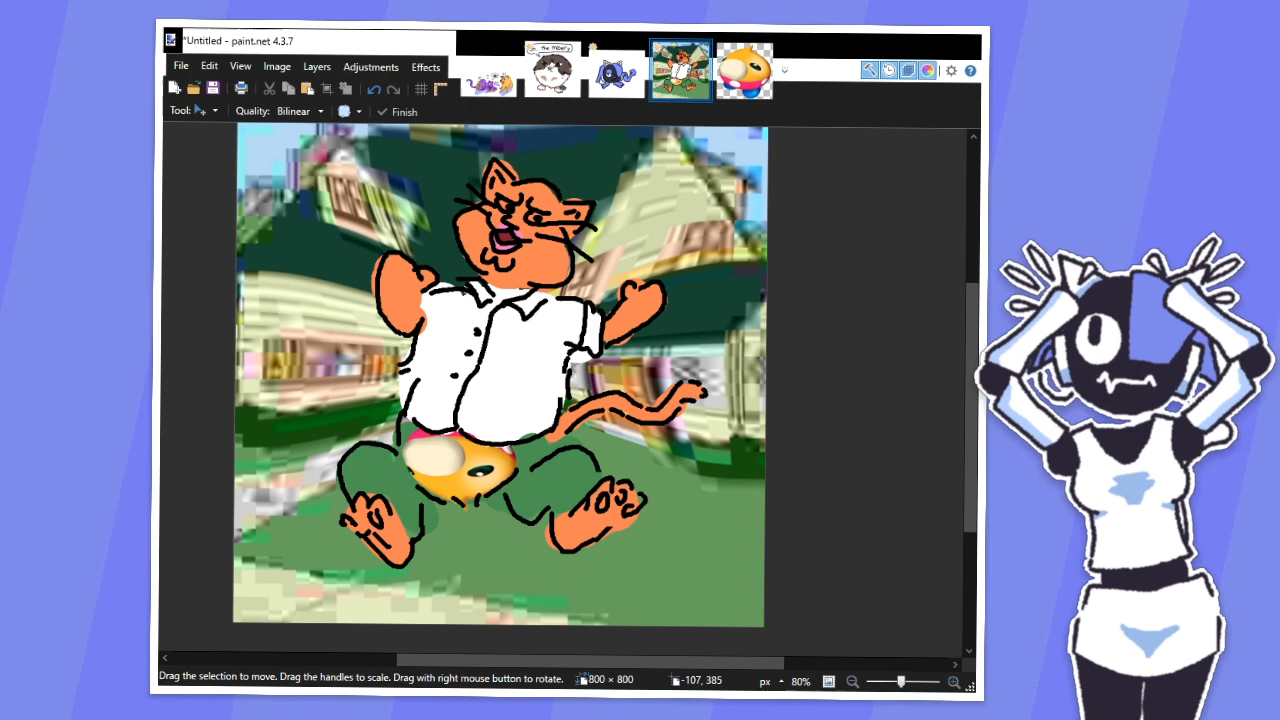 *Untitled - paint.net 4.3.7
the misery
File Edit View Image Layers Adjustments Effects
Tool: Quality: Bilinear Finish
Drag the selection to move. Drag the handles to scale. Drag with right mouse button to rotate. 800 × 800 -107, 385 px 80%